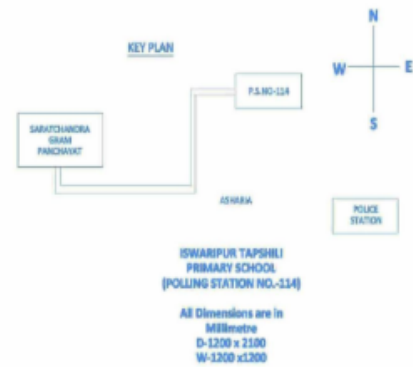 KEY PLAN
N
W
E
S
P.S.NO-114
SARATCHANDRA
GRAM
PANCHAYAT
ASHARIA
POLICE
STATION
ISWARIPUR TAPSHILI
PRIMARY SCHOOL
(POLLING STATION NO.-114)
All Dimensions are in
Millimetre
D-1200 x 2100
W-1200 x1200